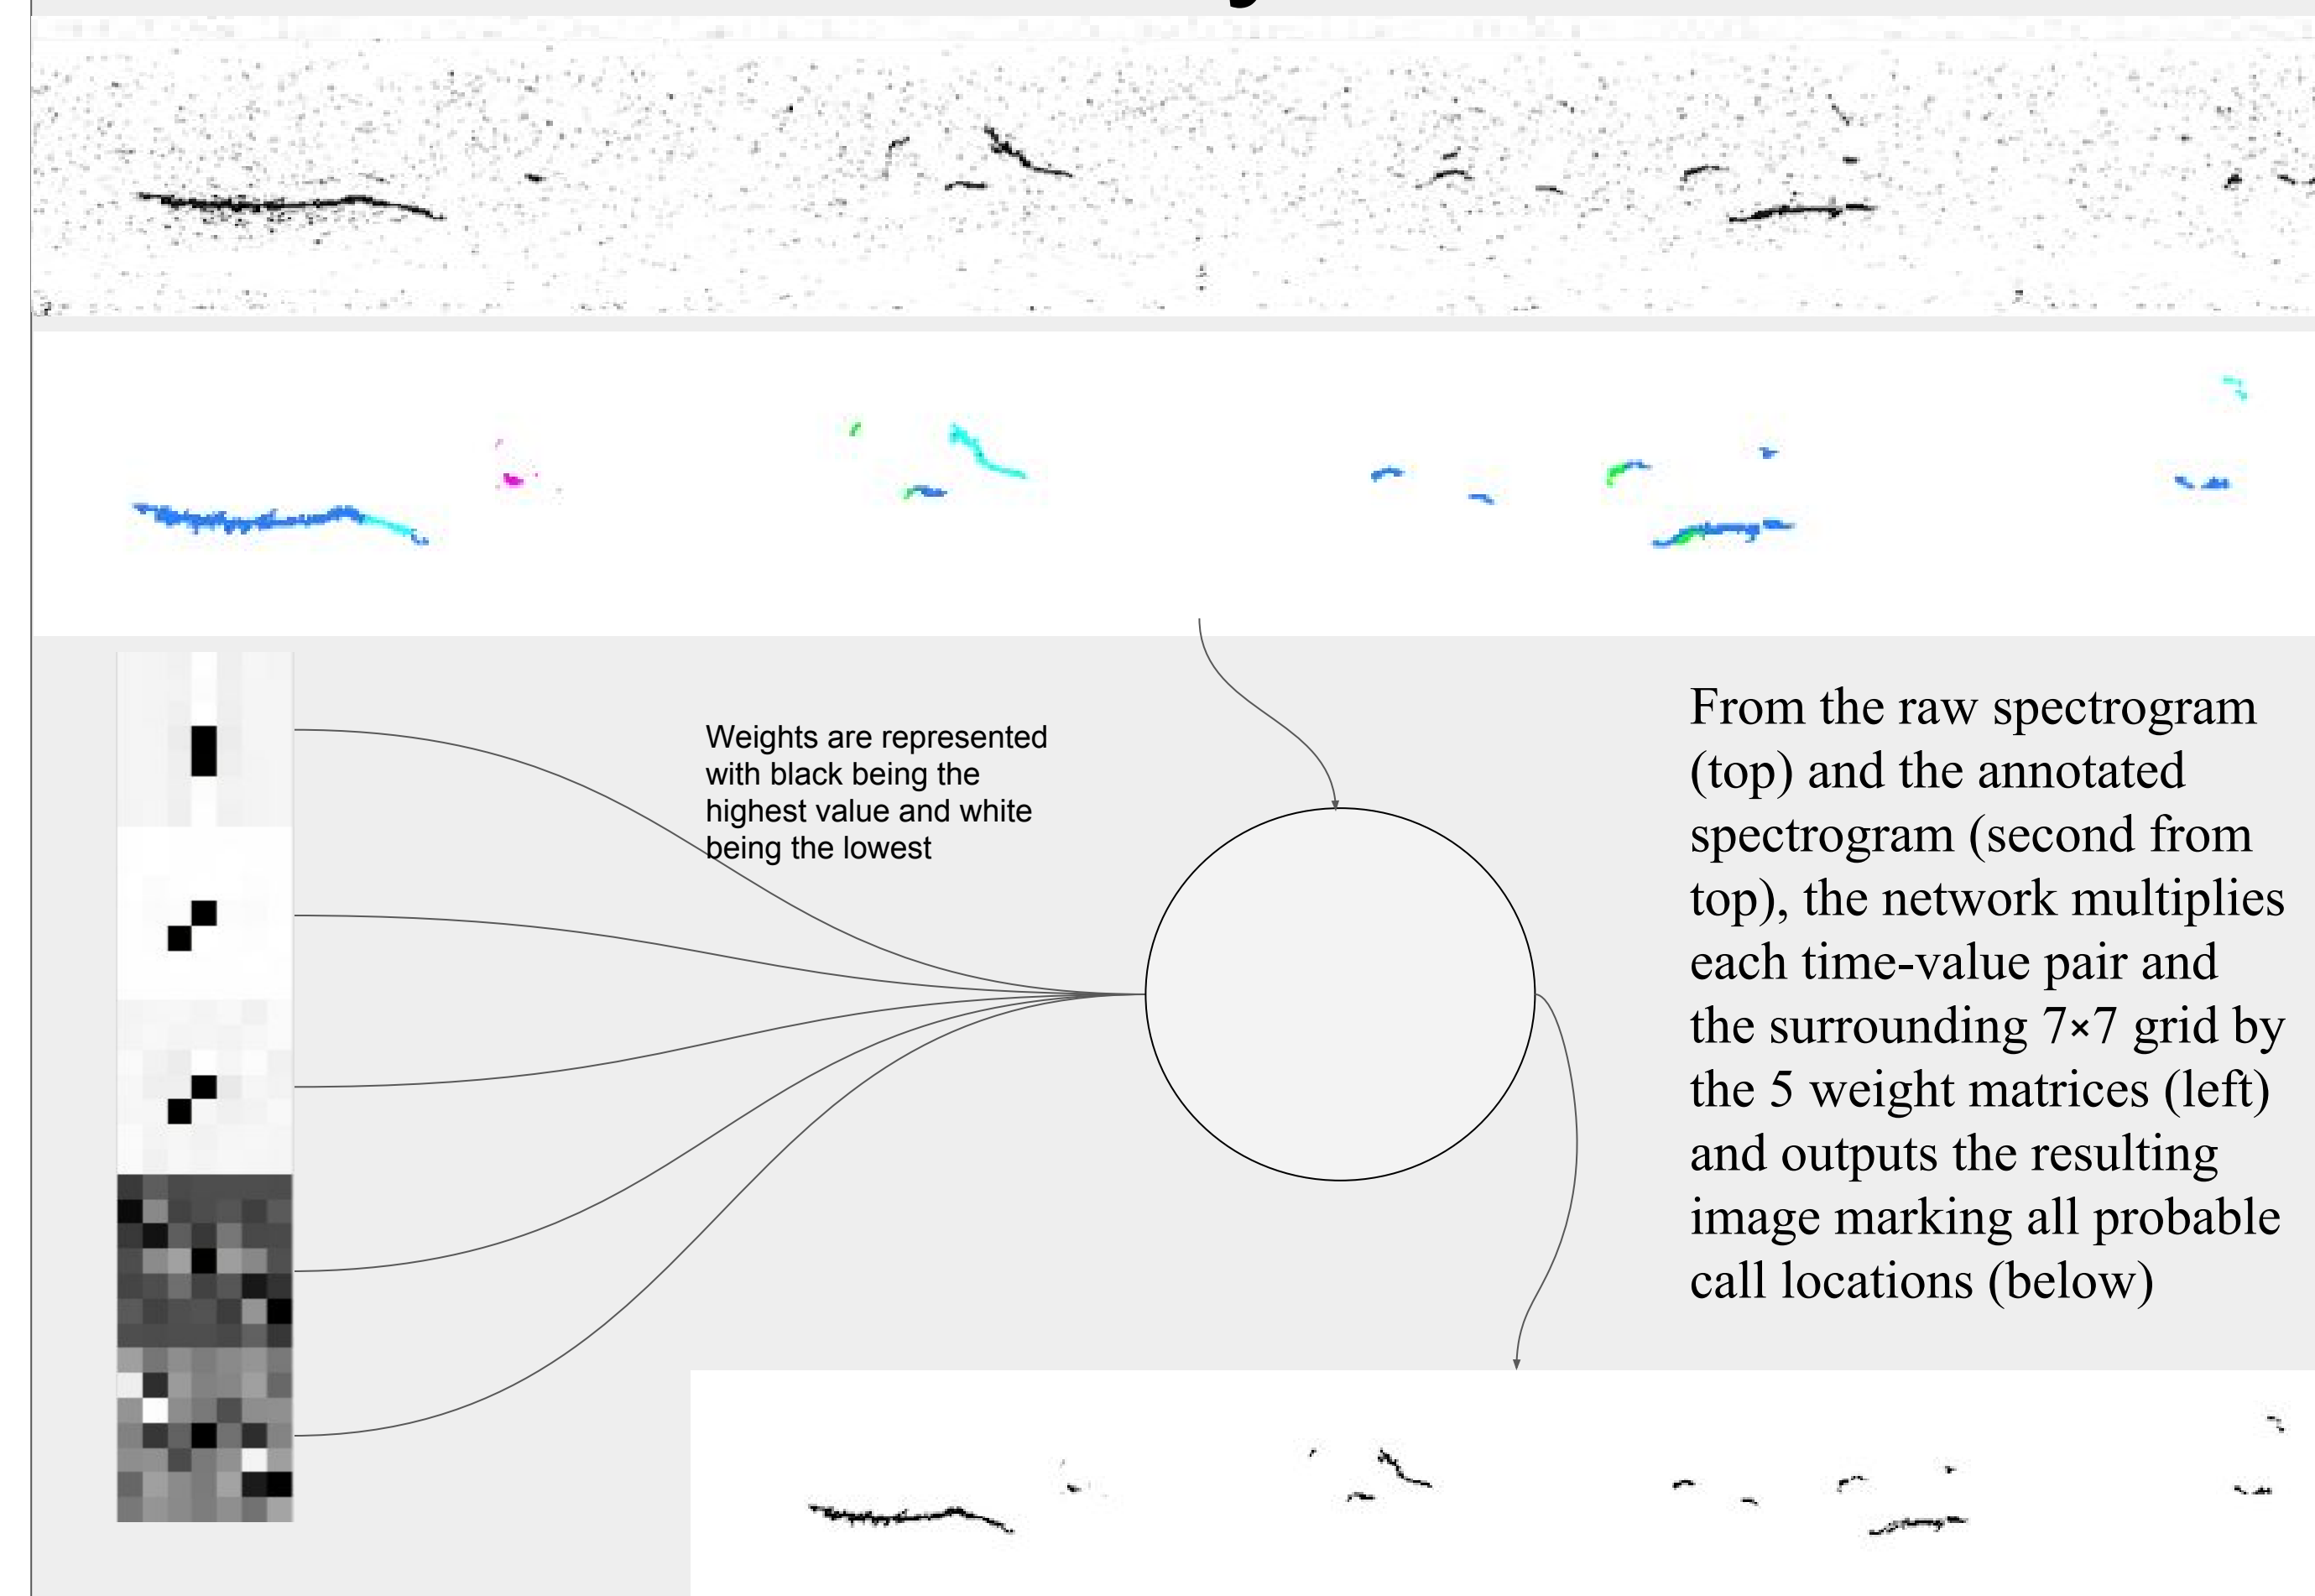 Weights are represented
with black being the
highest value and white
being the lowest
From the raw spectrogram
(top) and the annotated
spectrogram (second from
top), the network multiplies
each time-value pair and
the surrounding 7×7 grid by
the 5 weight matrices (left)
and outputs the resulting
image marking all probable
call locations (below)